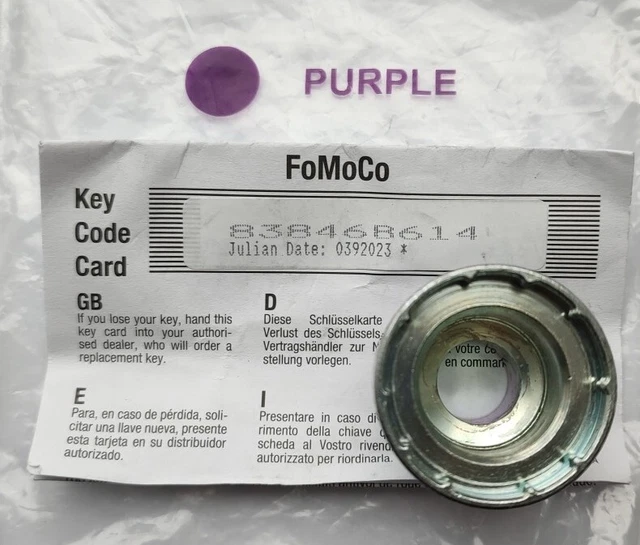 PURPLE
FoMoCo
Key
Code
Card
83846B614
Julian Date: 0392023 *
GB
If you lose your key, hand this
key card into your authori-
sed dealer, who will order a
replacement key.
D
Diese Schlüsselkarte
Verlust des Schlüssels
Vertragshändler zur
stellung vorlegen.
votre
en
E
Para, en caso de pérdida, soli-
citar una llave nueva, presente
esta tarjeta en su distribuidor
autorizado.
I
Presentare in caso di
rimento della chiave
scheda al Vostro
autorizzato per riordinarla.